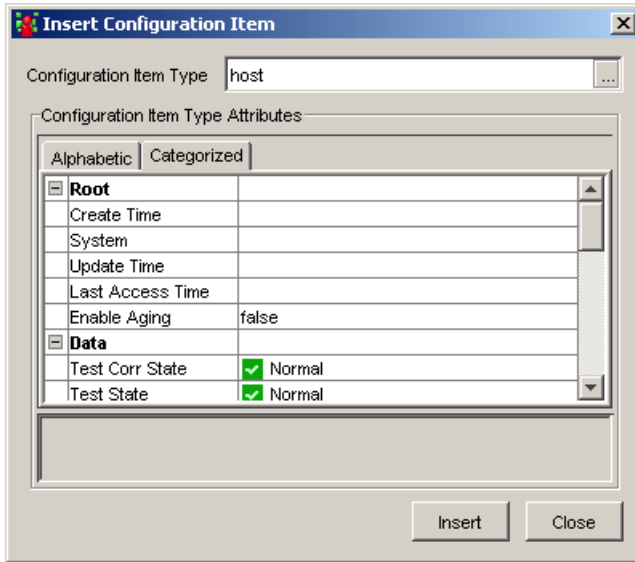 Insert Configuration Item
Configuration Item Type host ...
Configuration Item Type Attributes
Alphabetic Categorized
Root
Create Time
System
Update Time
Last Access Time
Enable Aging false
Data
Test Corr State Normal
Test State Normal
Insert Close